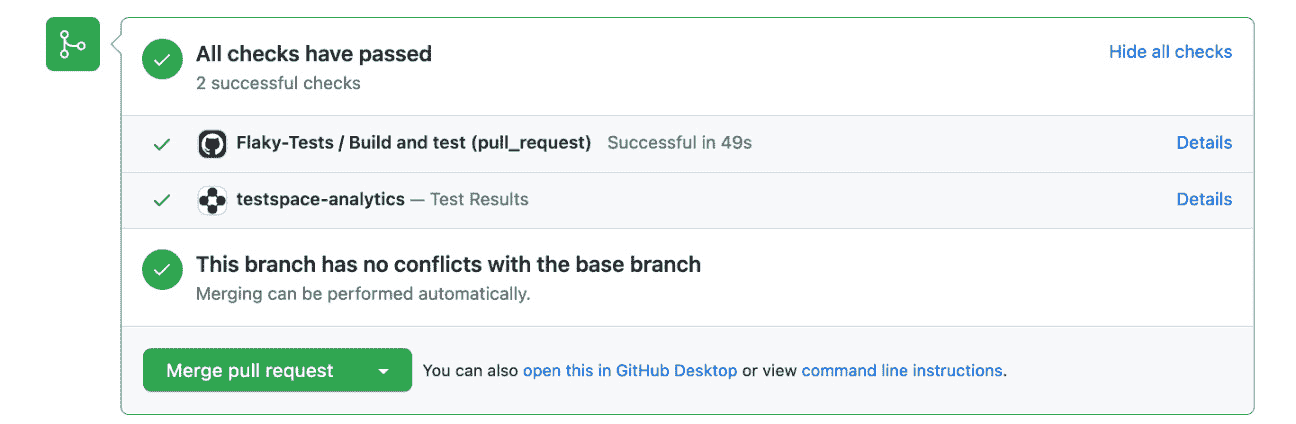 All checks have passed
Hide all checks
2 successful checks
Flaky-Tests / Build and test (pull_request) Successful in 49s Details
testspace-analytics — Test Results Details
This branch has no conflicts with the base branch
Merging can be performed automatically.
Merge pull request You can also open this in GitHub Desktop or view command line instructions.